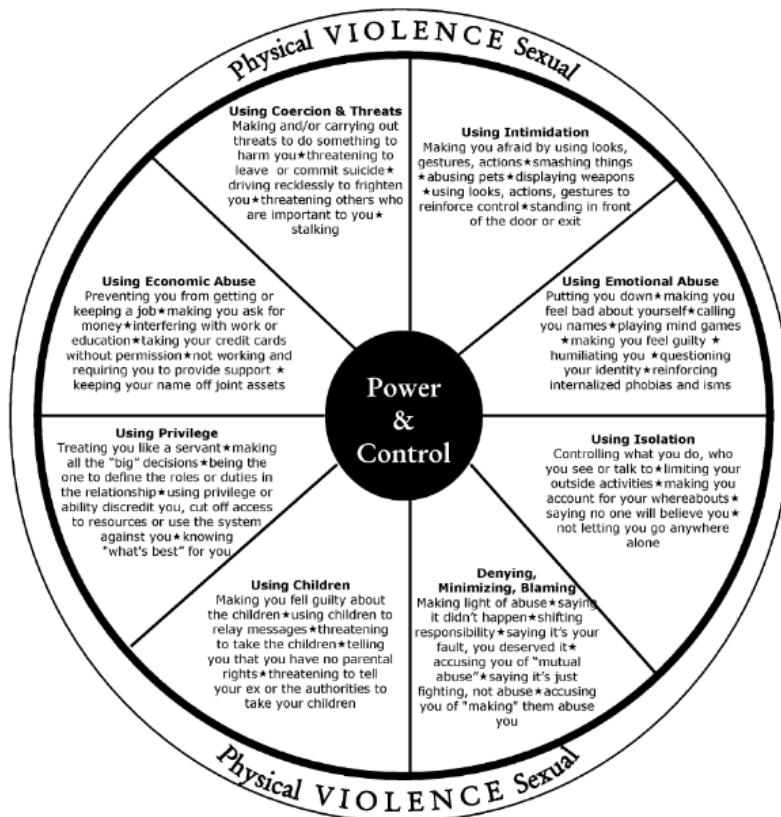 Physical VIOLENCE Sexual
Using Coercion & Threats
Making and/or carrying out
threats to do something to
harm you★threatening to
leave or commit suicide★
driving recklessly to frighten
you★threatening others who
are important to you★
stalking
Using Intimidation
Making you afraid by using looks,
gestures, actions★smashing things
★abusing pets★displaying weapons
★using looks, actions, gestures to
reinforce control★standing in front
of the door or exit
Using Economic Abuse
Preventing you from getting or
keeping a job★making you ask for
money★interfering with work or
education★taking your credit cards
without permission★not working and
requiring you to provide support ★
keeping your name off joint assets
Using Emotional Abuse
Putting you down★making you
feel bad about yourself★calling
you names★playing mind games
★making you feel guilty ★
humiliating you ★questioning
your identity★reinforcing
internalized phobias and isms
Power
&
Control
Using Privilege
Treating you like a servant★making
all the "big" decisions★being the
one to define the roles or duties in
the relationship★using privilege or
ability discredit you, cut off access
to resources or use the system
against you★knowing
"what's best" for you
Using Isolation
Controlling what you do, who
you see or talk to★limiting your
outside activities★making you
account for your whereabouts★
saying no one will believe you★
not letting you go anywhere
alone
Using Children
Making you fell guilty about
the children★using children to
relay messages★threatening
to take the children★telling
you that you have no parental
rights★threatening to tell
your ex or the authorities to
take your children
Denying,
Minimizing, Blaming
Making light of abuse★saying
it didn't happen★shifting
responsibility★saying it's your
fault, you deserved it★
accusing you of "mutual
abuse"★saying it's just
fighting, not abuse★accusing
you of "making" them abuse
you
Physical VIOLENCE Sexual